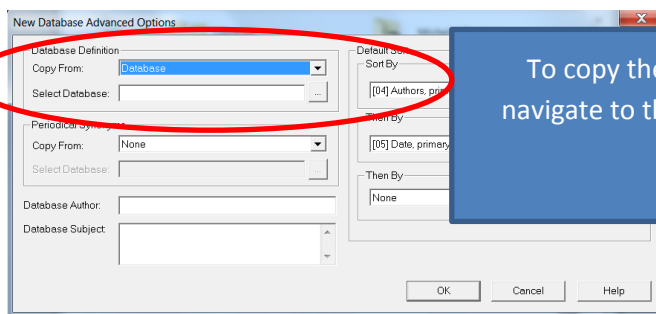 New Database Advanced Options
Database Definition
Copy From: Database
Select Database: ...
Copy From: None
Select Database: ...
Database Author:
Database Subject:
Sort By
[04] Authors,
Then By
[05] Date, primary
Then By
None
OK Cancel Help
To copy the
navigate to